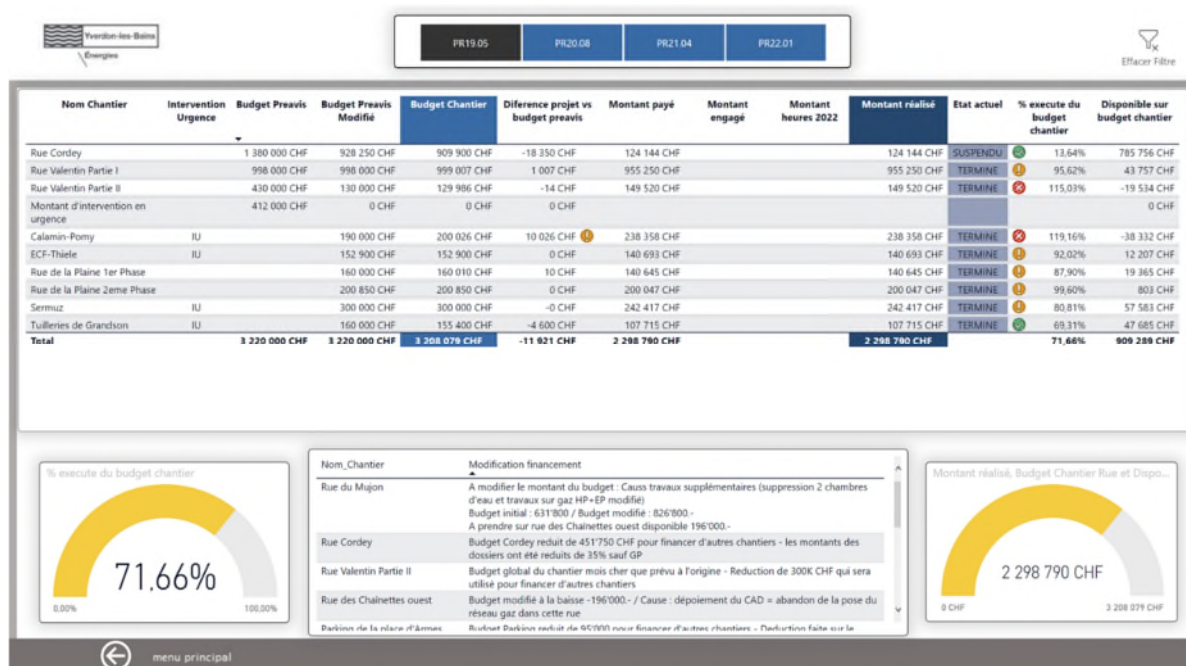 Yverdon-les-Bains
Énergies
PR19.05 PR20.08 PR21.04 PR22.01
Effacer Filtre
Nom Chantier Intervention Urgence Budget Preavis Budget Preavis Modifié Budget Chantier Diference projet vs budget preavis Montant payé Montant engagé Montant heures 2022 Montant réalisé Etat actuel % execute du budget chantier Disponible sur budget chantier
Rue Cordey 1 380 000 CHF 928 250 CHF 909 900 CHF -18 350 CHF 124 144 CHF 124 144 CHF SUSPENDU 13,64% 785 756 CHF
Rue Valentin Partie I 998 000 CHF 998 000 CHF 999 007 CHF 1 007 CHF 955 250 CHF 955 250 CHF TERMINE 95,62% 43 757 CHF
Rue Valentin Partie II 430 000 CHF 130 000 CHF 129 986 CHF -14 CHF 149 520 CHF 149 520 CHF TERMINE 115,03% -19 534 CHF
Montant d'intervention en urgence 412 000 CHF 0 CHF 0 CHF 0 CHF 0 CHF
Calamin-Pomy IU 190 000 CHF 200 026 CHF 10 026 CHF 238 358 CHF 238 358 CHF TERMINE 119,16% -38 332 CHF
ECF-Thiele IU 152 900 CHF 152 900 CHF 0 CHF 140 693 CHF 140 693 CHF TERMINE 92,02% 12 207 CHF
Rue de la Plaine 1er Phase 160 000 CHF 160 010 CHF 10 CHF 140 645 CHF 140 645 CHF TERMINE 87,90% 19 365 CHF
Rue de la Plaine 2eme Phase 200 850 CHF 200 850 CHF 0 CHF 200 047 CHF 200 047 CHF TERMINE 99,60% 803 CHF
Sermuz IU 300 000 CHF 300 000 CHF -0 CHF 242 417 CHF 242 417 CHF TERMINE 80,81% 57 583 CHF
Tuilleries de Grandson IU 160 000 CHF 155 400 CHF -4 600 CHF 107 715 CHF 107 715 CHF TERMINE 69,31% 47 685 CHF
Total 3 220 000 CHF 3 220 000 CHF 3 208 079 CHF -11 921 CHF 2 298 790 CHF 2 298 790 CHF 71,66% 909 289 CHF
% execute du budget chantier
71,66%
0,00% 100,00%
Nom_Chantier Modification financement
Rue du Mujon A modifier le montant du budget : Causs travaux supplémentaires (suppression 2 chambres
d'eau et travaux sur gaz HP+EP modifié)
Budget initial : 631'800 / Budget modifié : 826'800.-
A prendre sur rue des Chaînettes ouest disponible 196'000.-
Rue Cordey Budget Cordey reduit de 451'750 CHF pour financer d'autres chantiers - les montants des
dossiers ont été reduits de 35% sauf GP
Rue Valentin Partie II Budget global du chantier mois cher que prévu à l'origine - Reduction de 300K CHF qui sera
utilisé pour financer d'autres chantiers
Rue des Chaînettes ouest Budget modifié à la baisse -196'000.- / Cause : dépoiement du CAD = abandon de la pose du
réseau gaz dans cette rue
Parking de la place d'Armes Budget Parking reduit de 95'000 pour financer d'autres chantiers - Deduction faite sur le
Montant réalisé, Budget Chantier Rue et Dispo...
2 298 790 CHF
0 CHF 3 208 079 CHF
menu principal